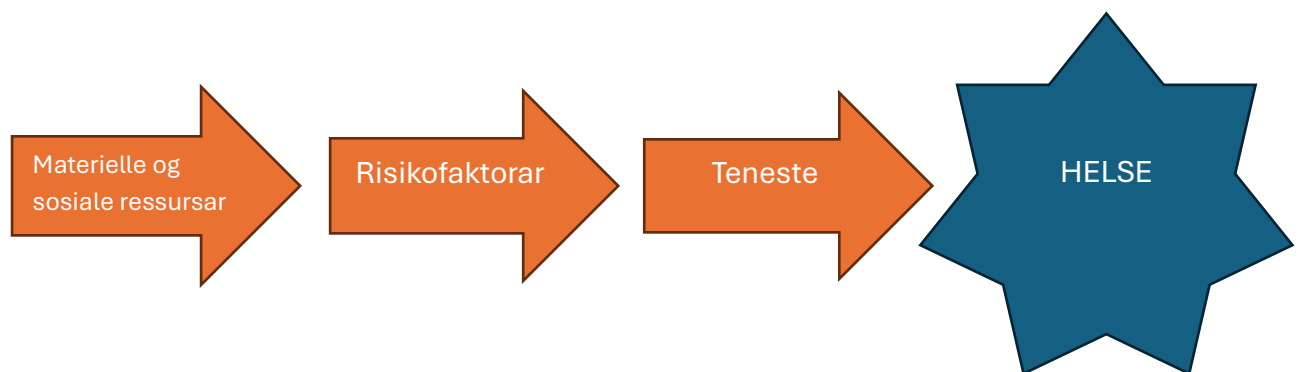 Materielle og
sosiale ressursar
Risikofaktorar
Teneste
HELSE